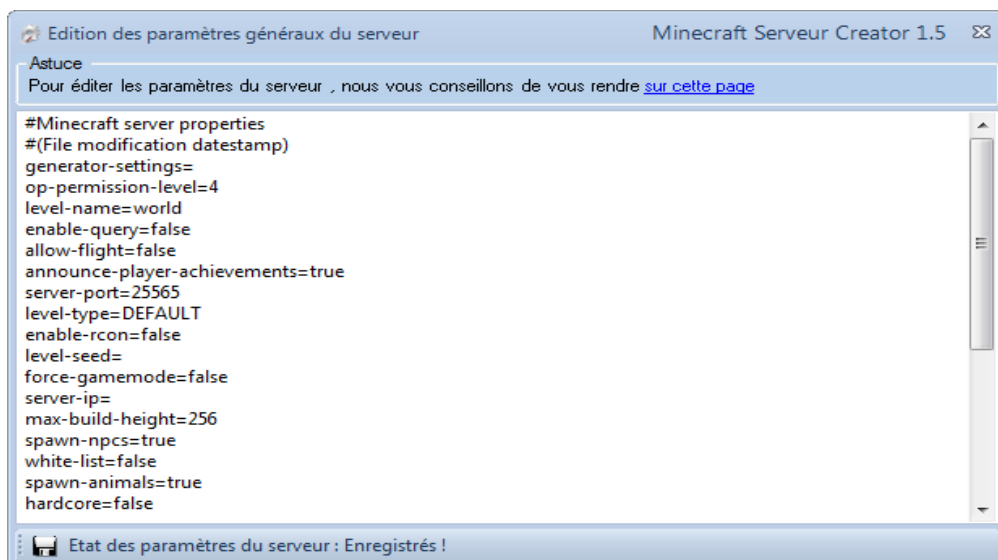 Edition des paramètres généraux du serveur Minecraft Serveur Creator 1.5
Astuce
Pour éditer les paramètres du serveur , nous vous conseillons de vous rendre sur cette page
#Minecraft server properties
#(File modification datestamp)
generator-settings=
op-permission-level=4
level-name=world
enable-query=false
allow-flight=false
announce-player-achievements=true
server-port=25565
level-type=DEFAULT
enable-rcon=false
level-seed=
force-gamemode=false
server-ip=
max-build-height=256
spawn-npcs=true
white-list=false
spawn-animals=true
hardcore=false
Etat des paramètres du serveur : Enregistrés !